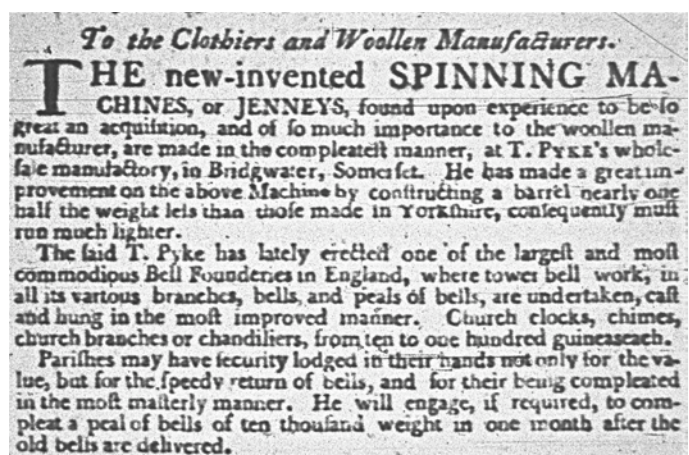 To the Clothiers and Woollen Manufacturers.
THE new-invented SPINNING MA-
CHINES, or JENNEYS, found upon experience to be ſo
great an acquiſition, and of ſo much importance to the woollen ma-
nufacturer, are made in the compleateſt manner, at T. PYKE's whole-
ſale manufactory, in Bridgwater, Somerſet. He has made a great im-
provement on the above Machine by conſtructing a barrel nearly one
half the weight leſs than thoſe made in Yorkſhire, conſequently muſt
run much lighter.
The ſaid T. Pyke has lately erected one of the largeſt and moſt
commodious Bell Founderies in England, where tower bell work, in
all its various branches, bells, and peals of bells, are undertaken, caſt
and hung in the moſt improved manner. Church clocks, chimes,
church branches or chandiliers, from ten to one hundred guineas each.
Pariſhes may have ſecurity lodged in their hands not only for the va-
lue, but for the ſpeedy return of bells, and for their being compleated
in the moſt maſterly manner. He will engage, if required, to com-
pleat a peal of bells of ten thouſand weight in one month after the
old bells are delivered.